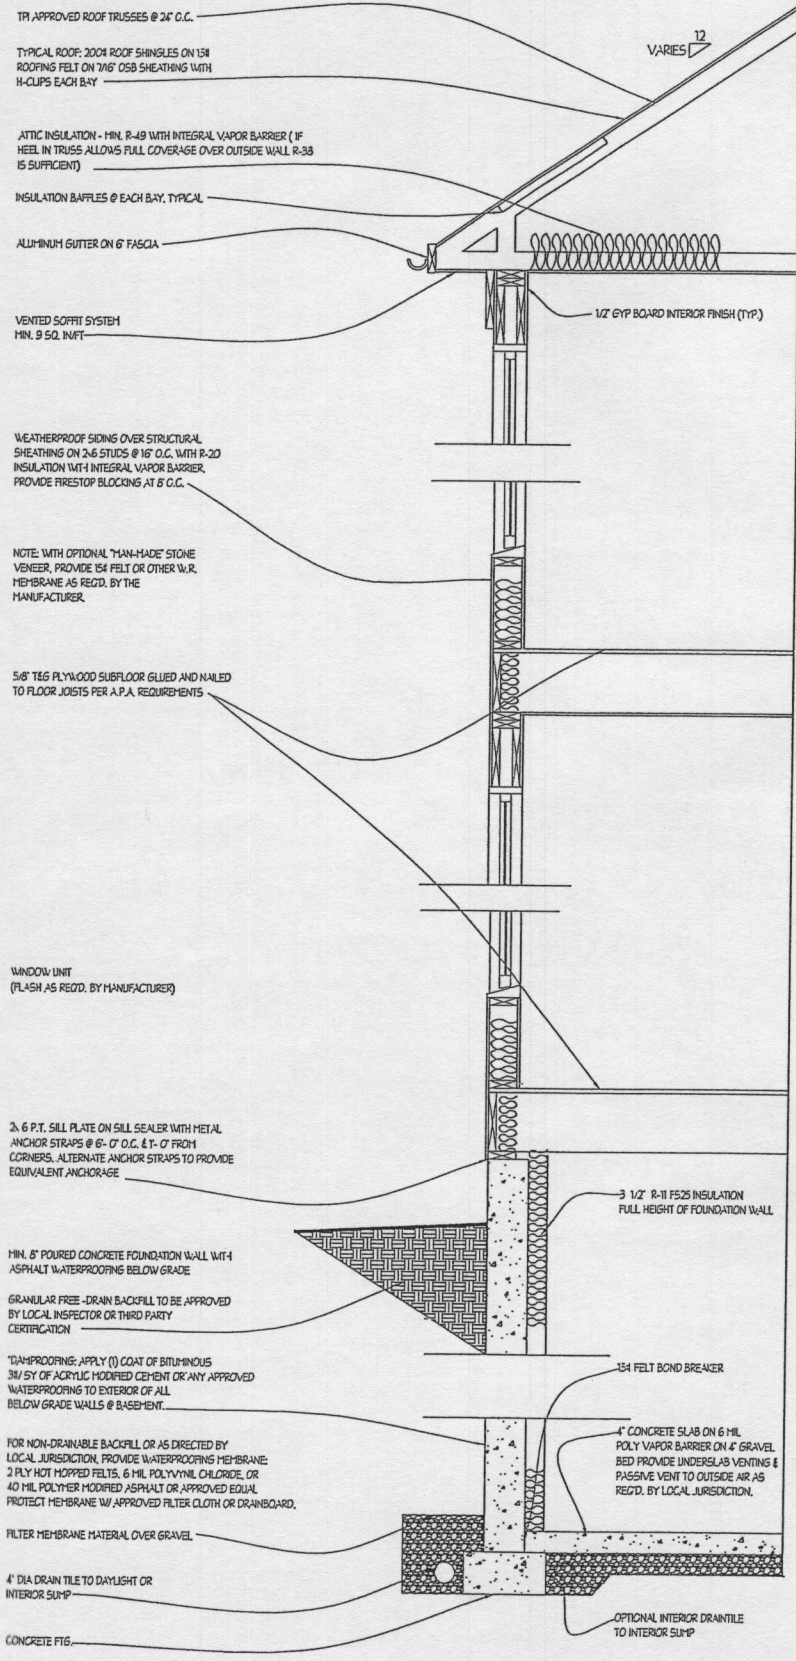 TPI APPROVED ROOF TRUSSES @ 24" O.C.
12
VARIES
TYPICAL ROOF: 200# ROOF SHINGLES ON 15#
ROOFING FELT ON 7/16" OSB SHEATHING WITH
H-CLIPS EACH BAY
ATTIC INSULATION - MIN. R-49 WITH INTEGRAL VAPOR BARRIER ( IF
HEEL IN TRUSS ALLOWS FULL COVERAGE OVER OUTSIDE WALL R-38
IS SUFFICIENT)
INSULATION BAFFLES @ EACH BAY, TYPICAL
ALUMINUM GUTTER ON 6" FASCIA
VENTED SOFFIT SYSTEM
MIN. 9 SQ. IN/FT
1/2" GYP BOARD INTERIOR FINISH (TYP.)
WEATHERPROOF SIDING OVER STRUCTURAL
SHEATHING ON 2x6 STUDS @ 16" O.C. WITH R-20
INSULATION WITH INTEGRAL VAPOR BARRIER.
PROVIDE FIRESTOP BLOCKING AT 8' O.C.
NOTE: WITH OPTIONAL "MAN-MADE" STONE
VENEER, PROVIDE 15# FELT OR OTHER W.R.
MEMBRANE AS REQ'D. BY THE
MANUFACTURER.
5/8" T&G PLYWOOD SUBFLOOR GLUED AND NAILED
TO FLOOR JOISTS PER A.P.A. REQUIREMENTS
WINDOW UNIT
(FLASH AS REQ'D. BY MANUFACTURER)
2x 6 P.T. SILL PLATE ON SILL SEALER WITH METAL
ANCHOR STRAPS @ 6'- 0" O.C. & 1'- 0" FROM
CORNERS. ALTERNATE ANCHOR STRAPS TO PROVIDE
EQUIVALENT ANCHORAGE
3 1/2" R-11 FS25 INSULATION
FULL HEIGHT OF FOUNDATION WALL
MIN. 8" POURED CONCRETE FOUNDATION WALL WITH
ASPHALT WATERPROOFING BELOW GRADE
GRANULAR FREE -DRAIN BACKFILL TO BE APPROVED
BY LOCAL INSPECTOR OR THIRD PARTY
CERTIFICATION
"DAMPROOFING: APPLY (1) COAT OF BITUMINOUS
3#/ SY OF ACRYLIC MODIFIED CEMENT OR ANY APPROVED
WATERPROOFING TO EXTERIOR OF ALL
BELOW GRADE WALLS @ BASEMENT.
15# FELT BOND BREAKER
FOR NON-DRAINABLE BACKFILL OR AS DIRECTED BY
LOCAL JURISDICTION, PROVIDE WATERPROOFING MEMBRANE:
2 PLY HOT MOPPED FELTS, 6 MIL POLYVINIL CHLORIDE, OR
40 MIL POLYMER MODIFIED ASPHALT OR APPROVED EQUAL
PROTECT MEMBRANE W/ APPROVED FILTER CLOTH OR DRAINBOARD.
4" CONCRETE SLAB ON 6 MIL
POLY VAPOR BARRIER ON 4" GRAVEL
BED PROVIDE UNDERSLAB VENTING &
PASSIVE VENT TO OUTSIDE AIR AS
REQ'D. BY LOCAL JURISDICTION.
FILTER MEMBRANE MATERIAL OVER GRAVEL
4" DIA DRAIN TILE TO DAYLIGHT OR
INTERIOR SUMP
OPTIONAL INTERIOR DRAINTILE
TO INTERIOR SUMP
CONCRETE FTG.